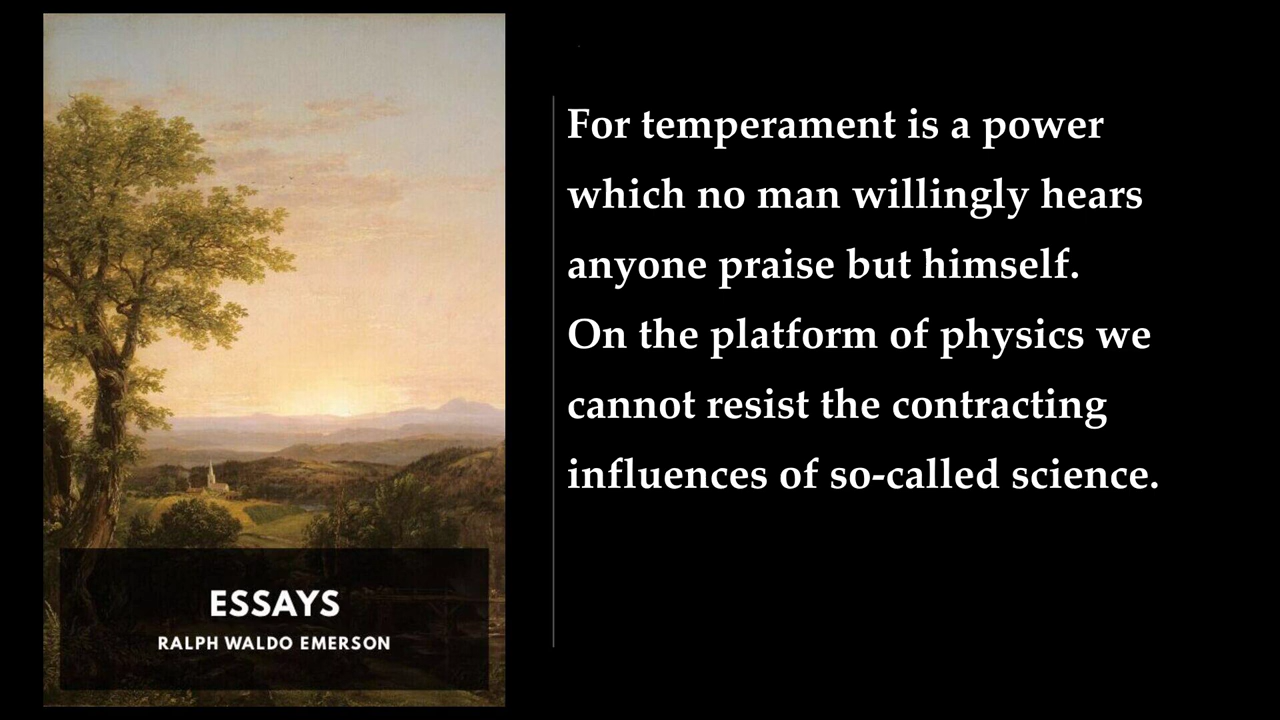 For temperament is a power
which no man willingly hears
anyone praise but himself.
On the platform of physics we
cannot resist the contracting
influences of so-called science.
ESSAYS
RALPH WALDO EMERSON